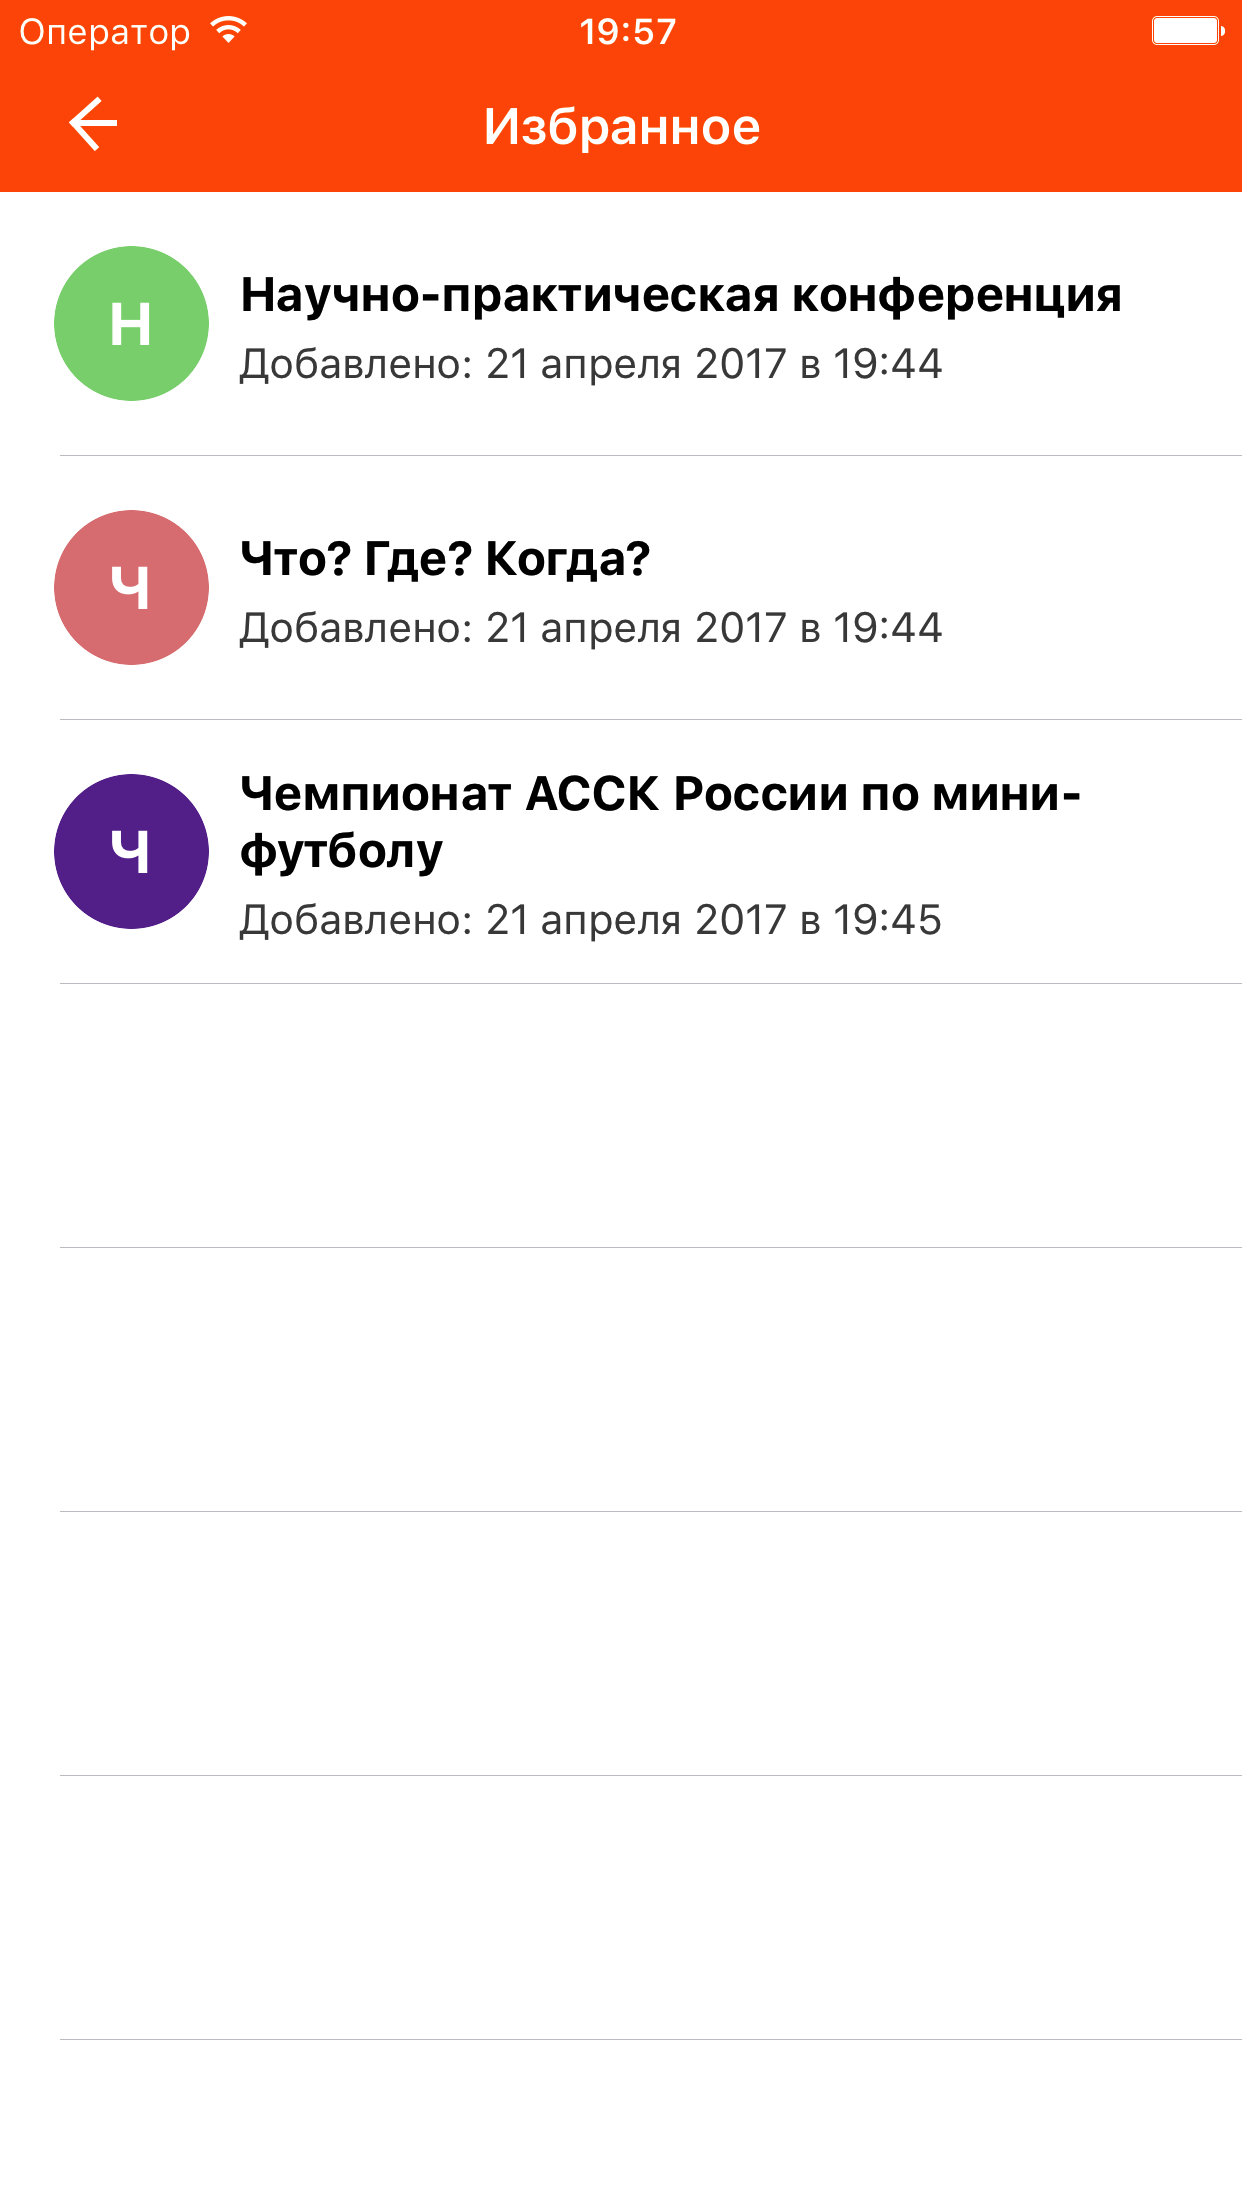 Оператор 19:57
Избранное
Н
Научно-практическая конференция
Добавлено: 21 апреля 2017 в 19:44
Ч
Что? Где? Когда?
Добавлено: 21 апреля 2017 в 19:44
Ч
Чемпионат АССК России по мини-
футболу
Добавлено: 21 апреля 2017 в 19:45